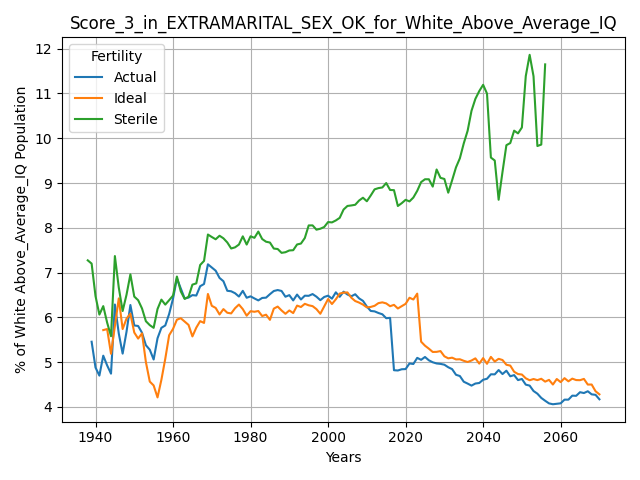 Score_3_in_EXTRAMARITAL_SEX_OK_for_White_Above_Average_IQ
% of White Above_Average_IQ Population
12
11
10
9
8
7
6
5
4
Fertility
Actual
Ideal
Sterile
1940 1960 1980 2000 2020 2040 2060
Years